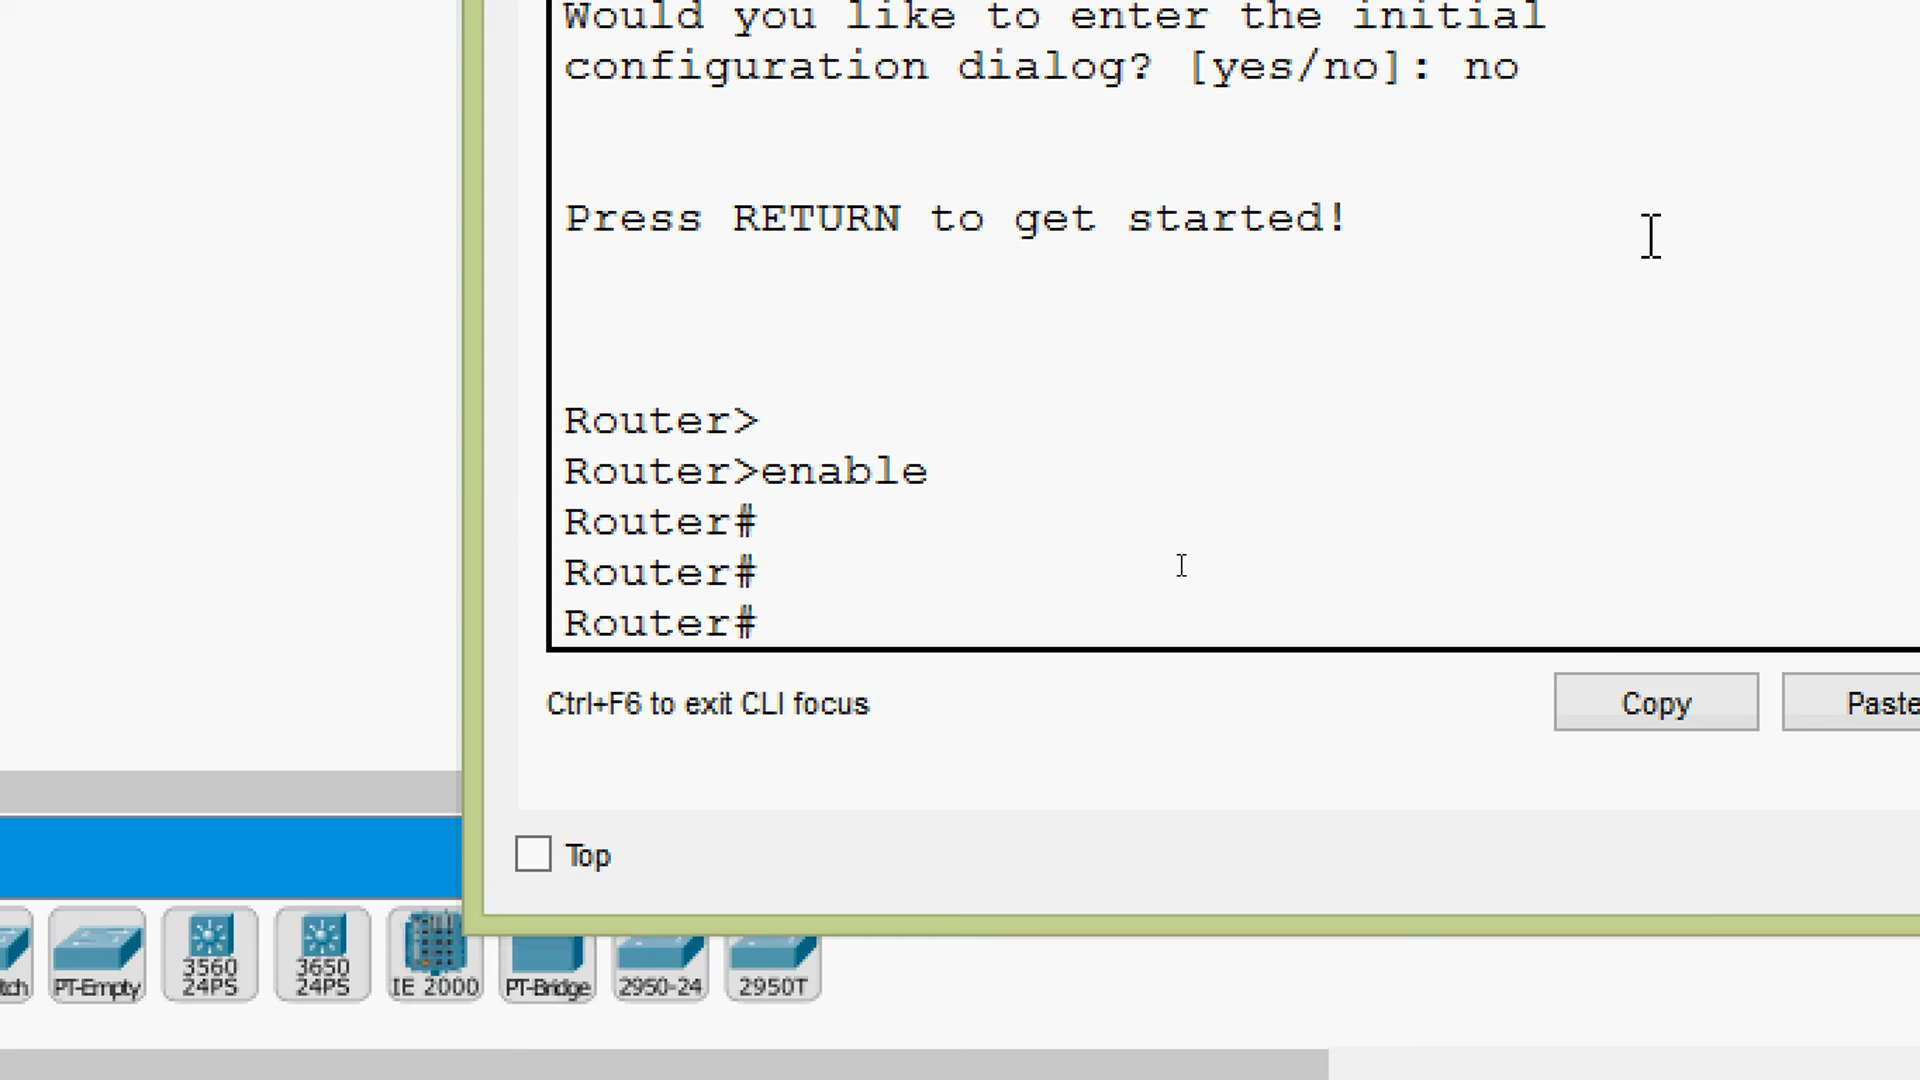 Would you like to enter the initial
configuration dialog? [yes/no]: no
Press RETURN to get started!
Router>
Router>enable
Router#
Router#
Router#
Ctrl+F6 to exit CLI focus
Copy
Paste
Top
tch
PT-Empty
3560
24PS
3650
24PS
IE 2000
PT-Bridge
2950-24
2950T